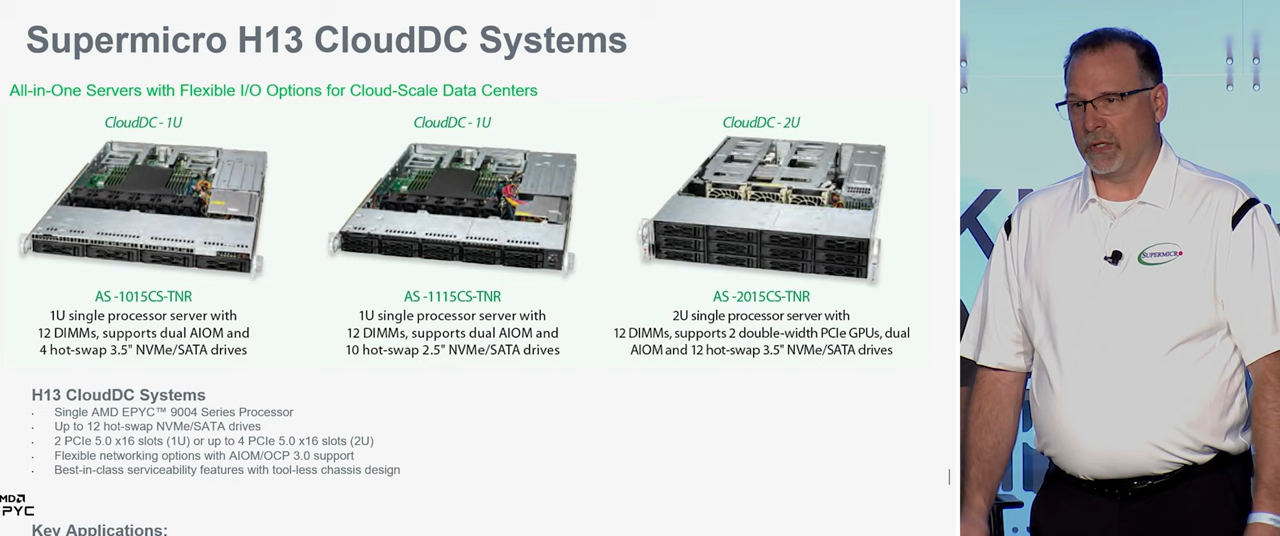 Supermicro H13 CloudDC Systems
All-in-One Servers with Flexible I/O Options for Cloud-Scale Data Centers
CloudDC - 1U
AS -1015CS-TNR
1U single processor server with
12 DIMMs, supports dual AIOM and
4 hot-swap 3.5" NVMe/SATA drives
CloudDC - 1U
AS -1115CS-TNR
1U single processor server with
12 DIMMs, supports dual AIOM and
10 hot-swap 2.5" NVMe/SATA drives
CloudDC - 2U
AS -2015CS-TNR
2U single processor server with
12 DIMMs, supports 2 double-width PCIe GPUs, dual
AIOM and 12 hot-swap 3.5" NVMe/SATA drives
H13 CloudDC Systems
· Single AMD EPYC™ 9004 Series Processor
· Up to 12 hot-swap NVMe/SATA drives
· 2 PCIe 5.0 x16 slots (1U) or up to 4 PCIe 5.0 x16 slots (2U)
· Flexible networking options with AIOM/OCP 3.0 support
· Best-in-class serviceability features with tool-less chassis design
MD
PYC
Key Applications:
SUPERMICRO